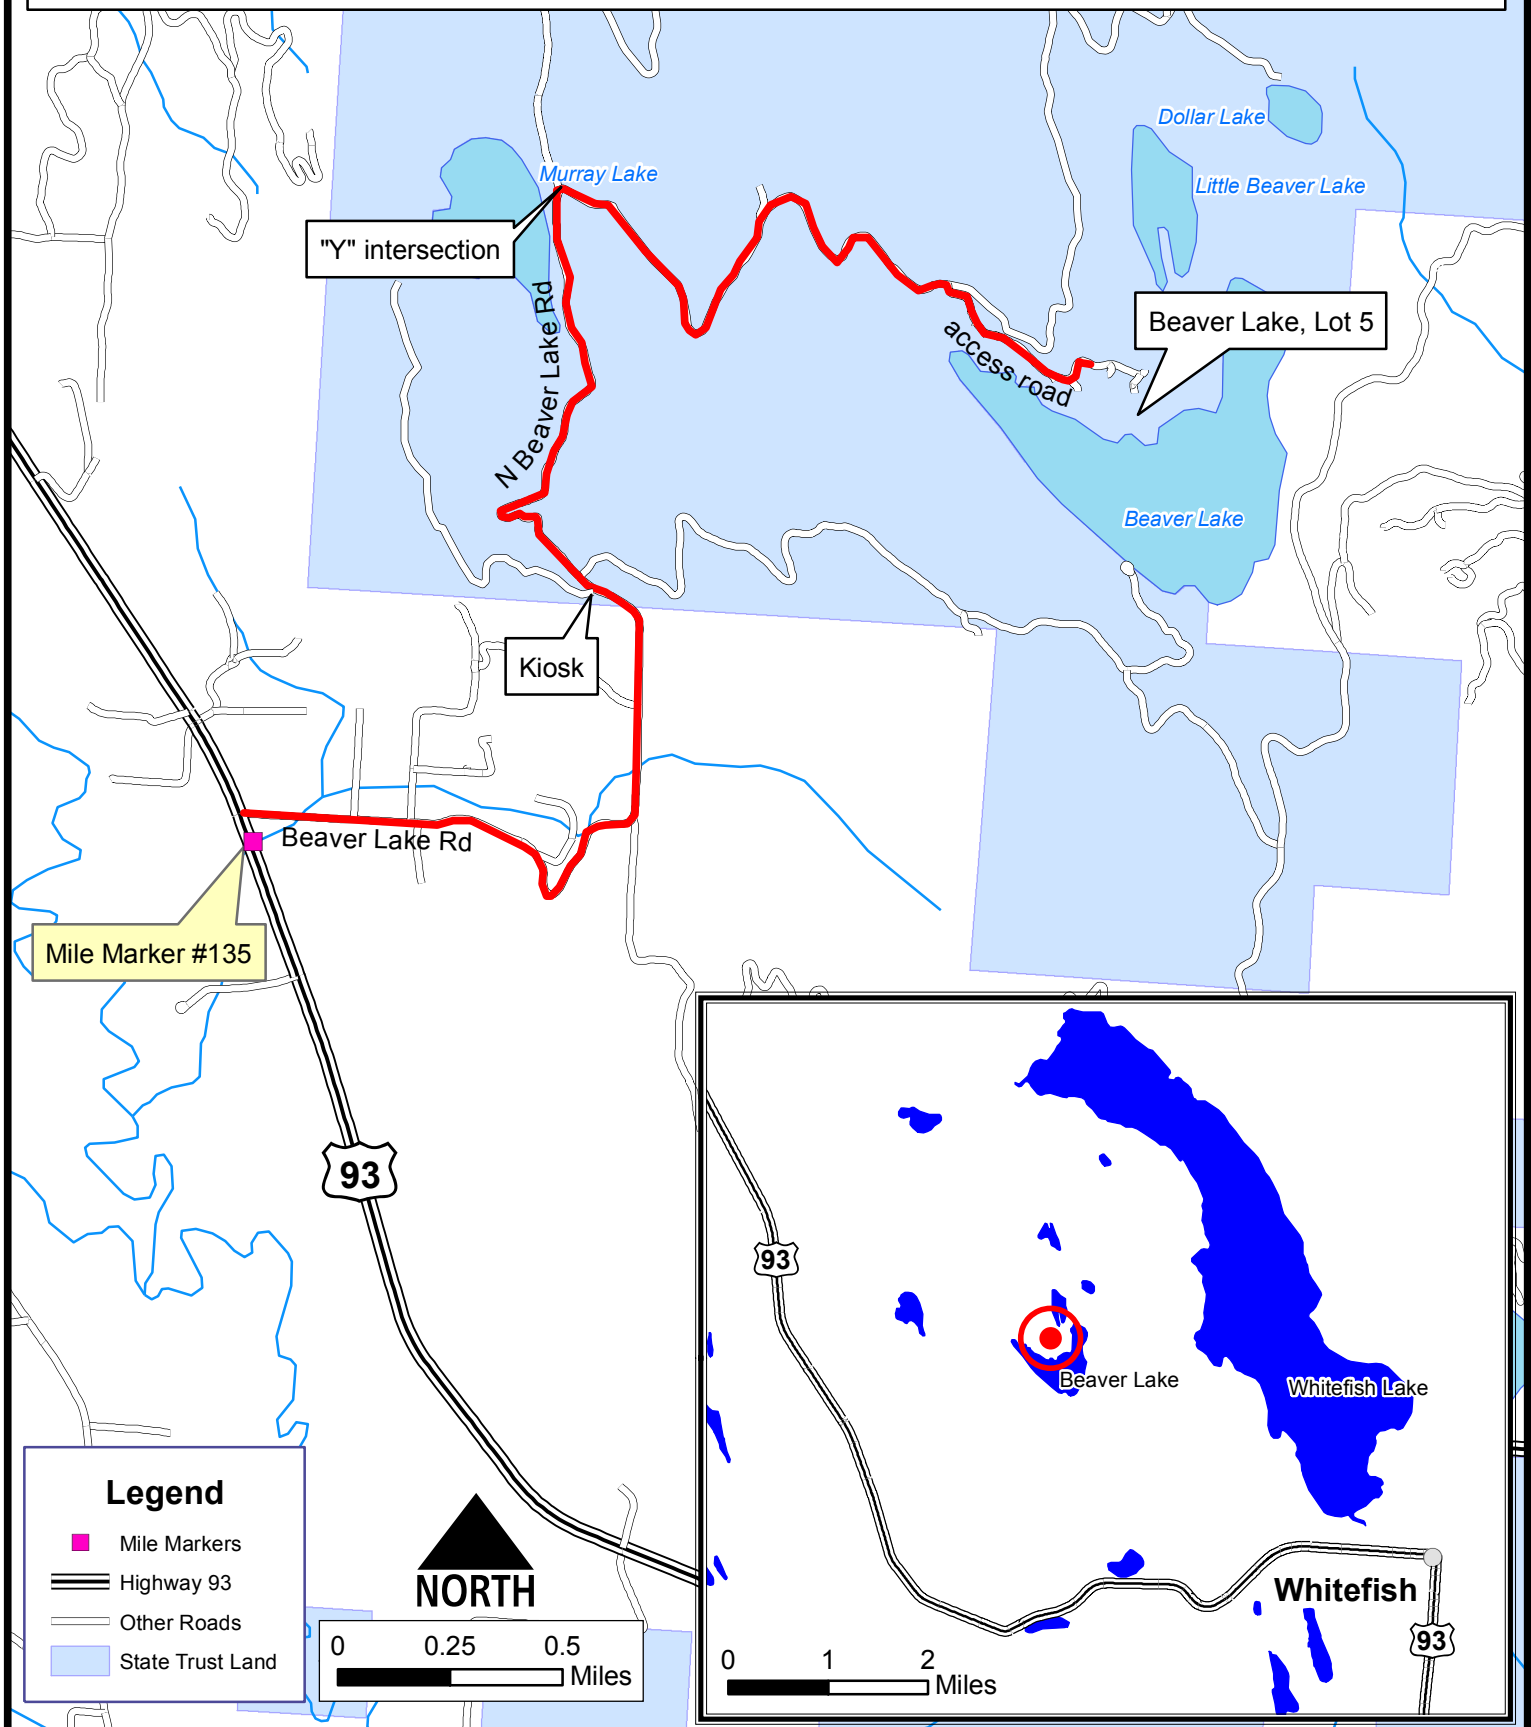 Dollar Lake
Murray Lake
Little Beaver Lake
"Y" intersection
Beaver Lake, Lot 5
N Beaver Lake Rd
access road
Beaver Lake
Kiosk
Beaver Lake Rd
Mile Marker #135
93
93
Beaver Lake
Whitefish Lake
Whitefish
93
0 1 2
Miles
Legend
Mile Markers
Highway 93
Other Roads
State Trust Land
NORTH
0 0.25 0.5
Miles